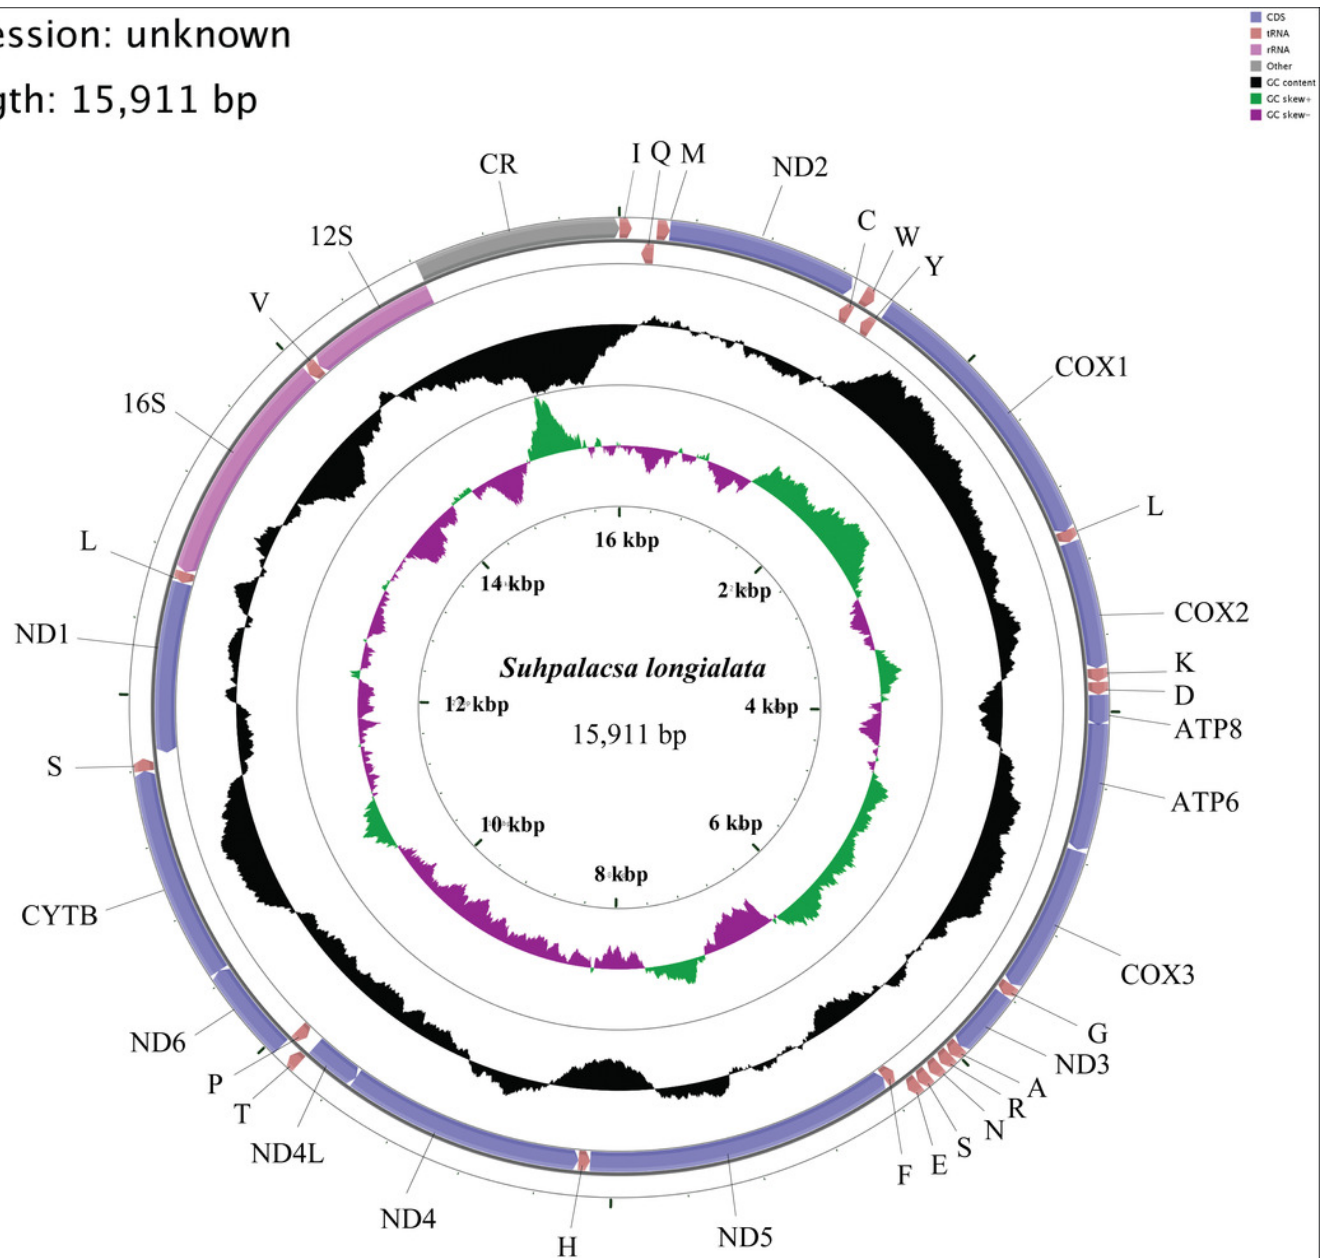 ession: unknown
gth: 15,911 bp
CDS
tRNA
rRNA
Other
GC content
GC skew+
GC skew-
CR
I
Q
M
ND2
C
W
Y
COX1
L
COX2
K
D
ATP8
ATP6
COX3
G
ND3
A
R
N
S
E
F
ND5
H
ND4
ND4L
T
P
ND6
CYTB
S
ND1
L
16S
V
12S
16 kbp
2 kbp
4 kbp
6 kbp
8 kbp
10 kbp
12 kbp
14 kbp
Suhpalacsa longialata
15,911 bp